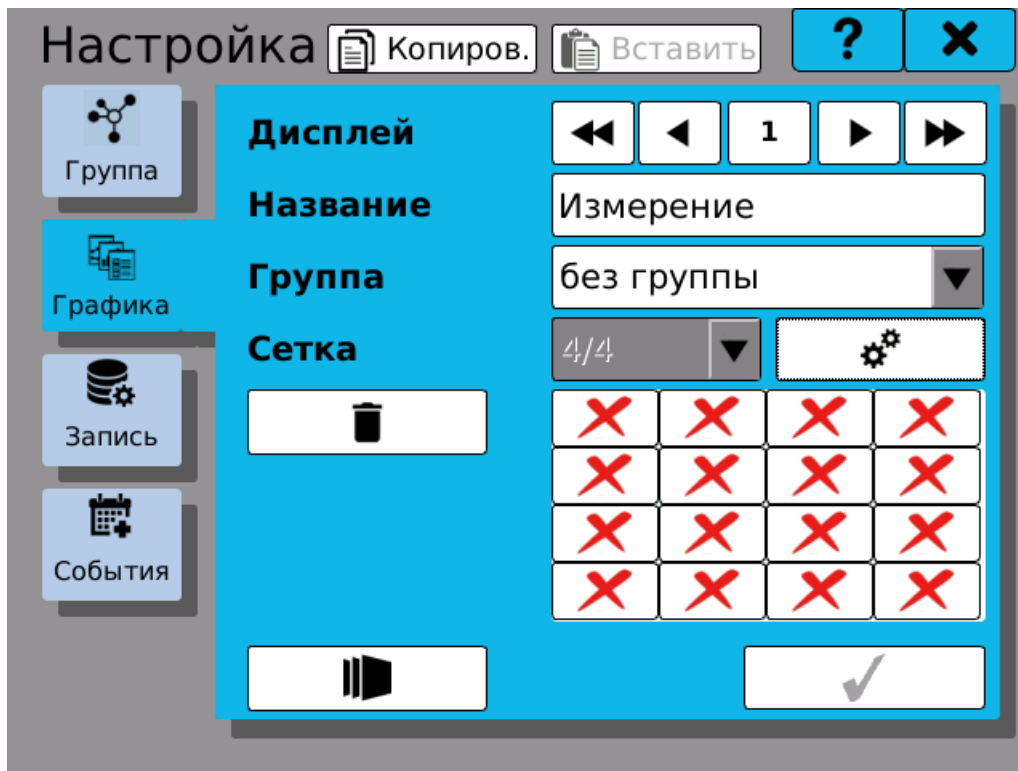 Настройка Копиров. Вставить ?
Группа
Графика
Запись
События
Дисплей 1
Название Измерение
Группа без группы
Сетка 4/4